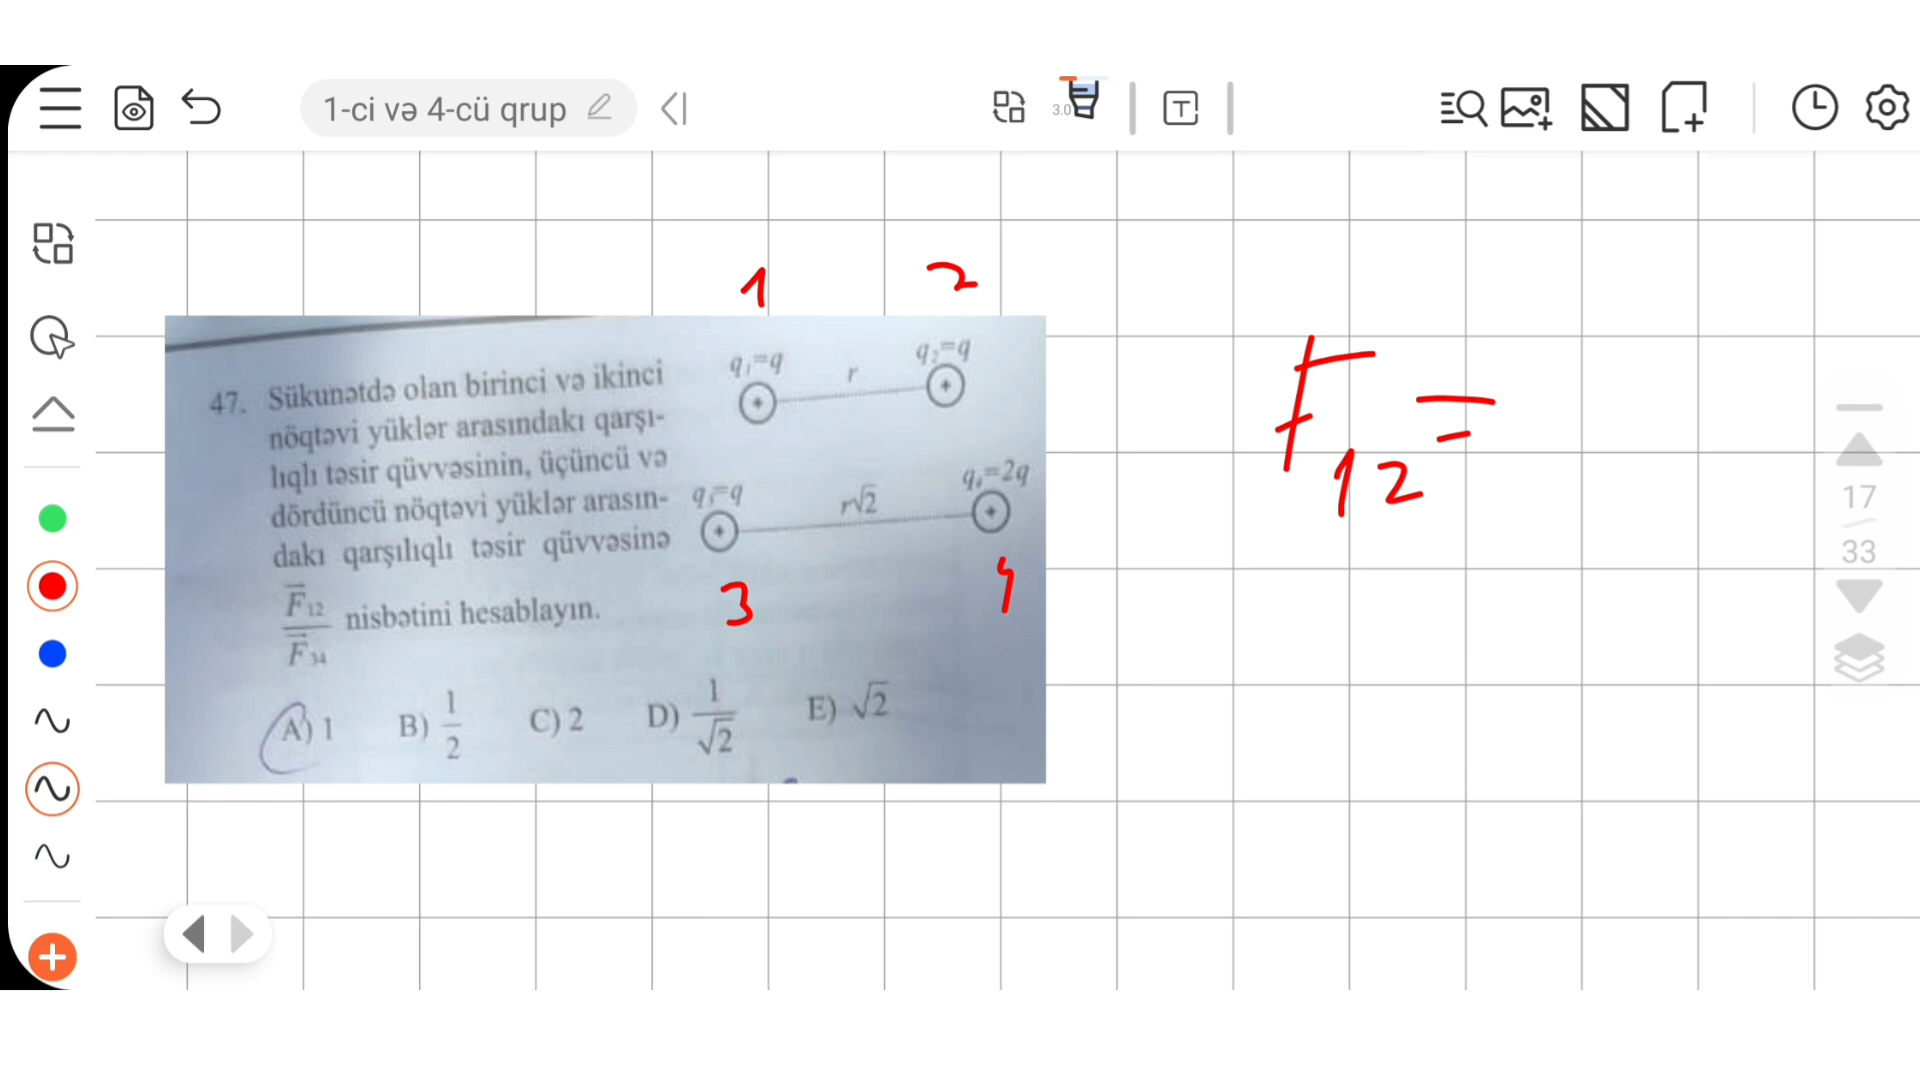 1-ci və 4-cü qrup
3.0
T
1 2
47. Sükunətdə olan birinci və ikinci
nöqtəvi yüklər arasındakı qarşı-
lıqlı təsir qüvvəsinin, üçüncü və
dördüncü nöqtəvi yüklər arasın-
dakı qarşılıqlı təsir qüvvəsinə
F₁₂/F₃₄ nisbətini hesablayın.
q₁=q r q₂=q
q₃=q r√2 q₄=2q
3 4
A) 1 B) 1/2 C) 2 D) 1/√2 E) √2
F₁₂=
17
33